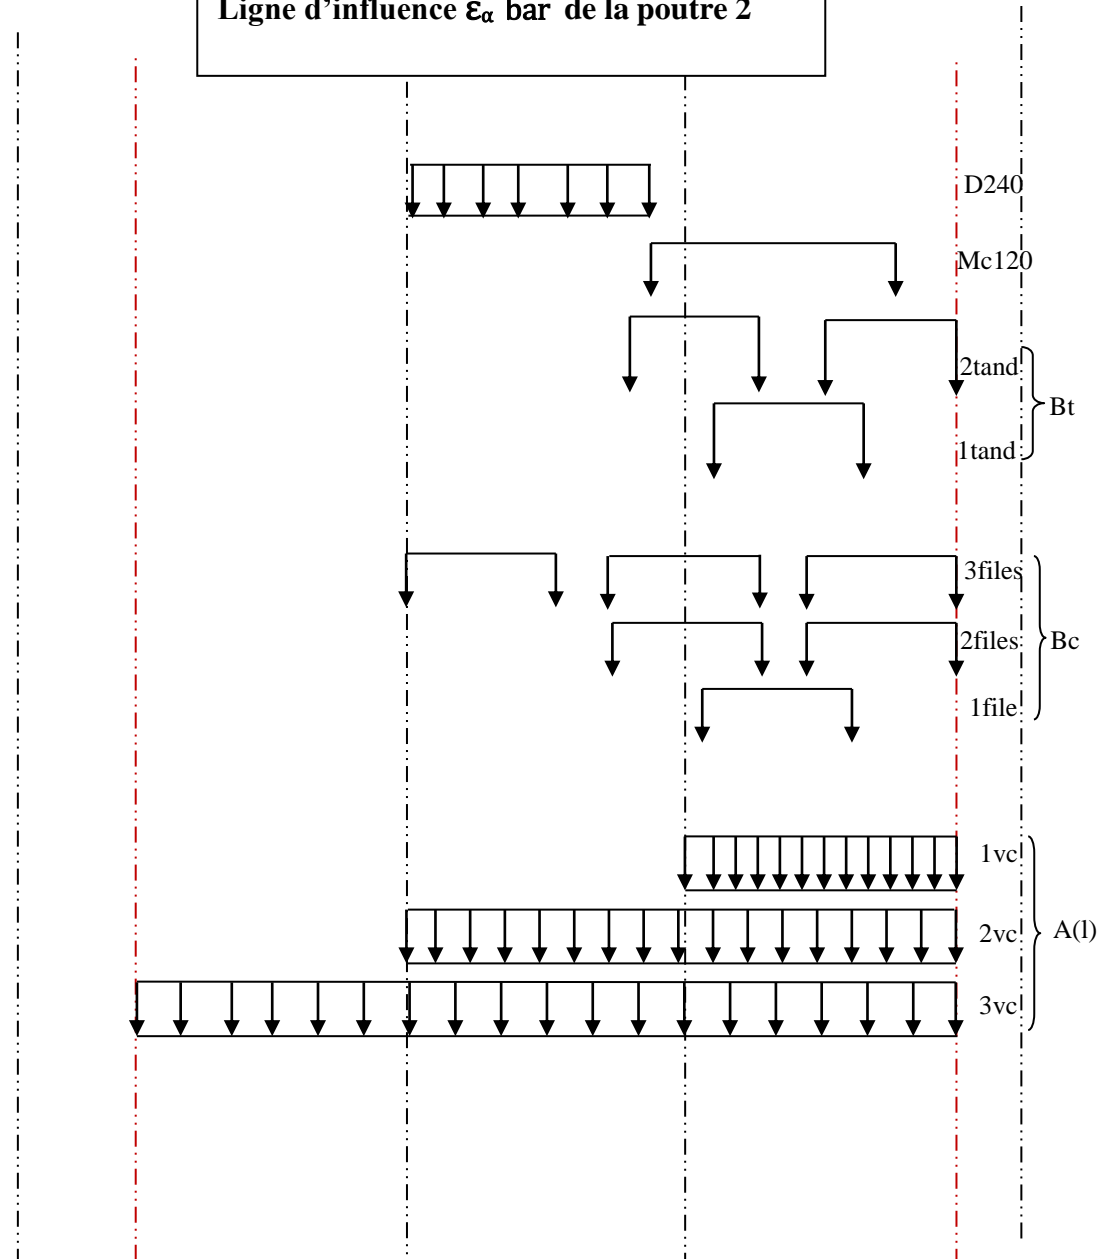 Ligne d'influence εα bar de la poutre 2
D240
Mc120
2tand
Bt
1tand
3files
2files
Bc
1file
1vc
2vc
A(l)
3vc